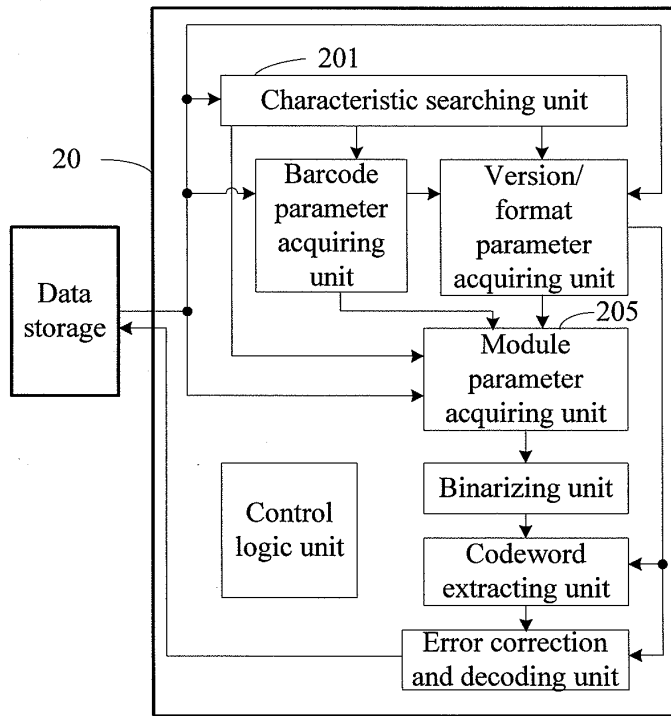 201
Characteristic searching unit
20
Barcode
parameter
acquiring
unit
Version/
format
parameter
acquiring unit
Data
storage
205
Module
parameter
acquiring unit
Binarizing unit
Control
logic unit
Codeword
extracting unit
Error correction
and decoding unit